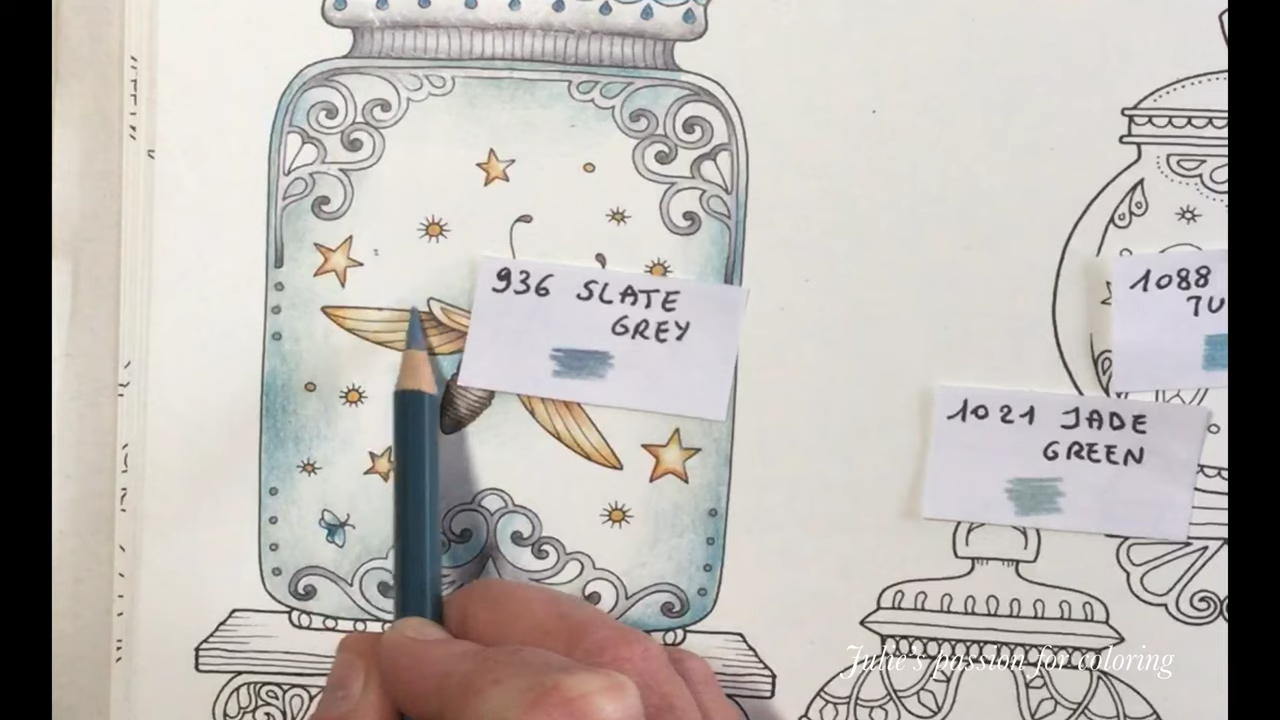 936 SLATE
GREY
1088
TU
1021 JADE
GREEN
Julie's passion for coloring